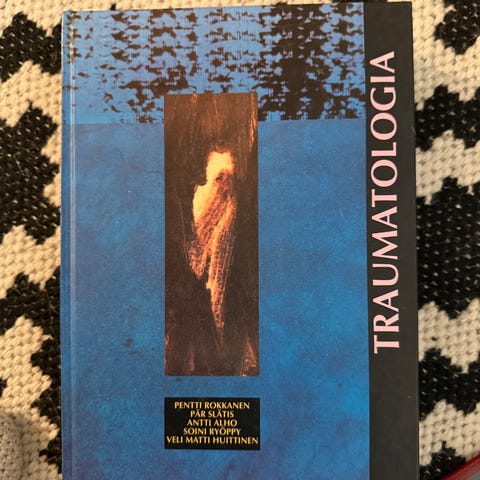 TRAUMATOLOGIA
PENTTI ROKKANEN
PÄR SLÄTIS
ANTTI ALHO
SOINI RYÖPPY
VELI MATTI HUITTINEN